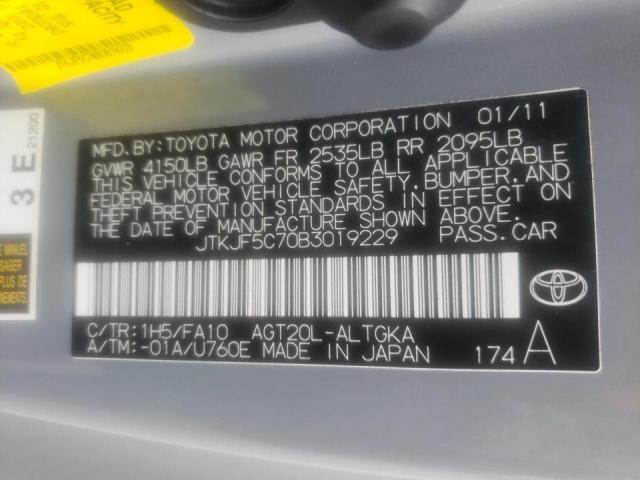 MFD. BY: TOYOTA MOTOR CORPORATION 01/11
GVWR 4150LB GAWR FR 2535LB RR 2095LB
THIS VEHICLE CONFORMS TO ALL APPLICABLE
FEDERAL MOTOR VEHICLE SAFETY, BUMPER, AND
THEFT PREVENTION STANDARDS IN EFFECT ON
THE DATE OF MANUFACTURE SHOWN ABOVE.
JTKJF5C70B3019229 PASS.CAR
C/TR: 1H5/FA10 AGT20L-ALTGKA
A/TM: -01A/U760E MADE IN JAPAN 174 A
TOYOTA
3 E
21200